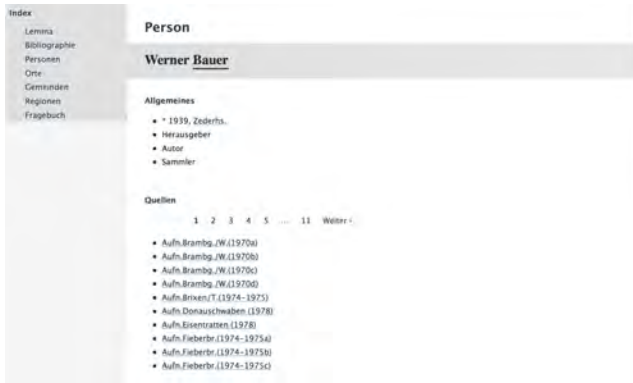 Index
Lemma
Bibliographie
Personen
Orte
Gemeinden
Regionen
Fragebuch
Person
Werner Bauer
Allgemeines
• * 1939, Zederhs.
• Herausgeber
• Autor
• Sammler
Quellen
1 2 3 4 5 ... 11 Weiter ›
• Aufn.Brambg./W.(1970a)
• Aufn.Brambg./W.(1970b)
• Aufn.Brambg./W.(1970c)
• Aufn.Brambg./W.(1970d)
• Aufn.Brixen/T.(1974–1975)
• Aufn.Donauschwaben (1978)
• Aufn.Eisentratten (1978)
• Aufn.Fieberbr.(1974–1975a)
• Aufn.Fieberbr.(1974–1975b)
• Aufn.Fieberbr.(1974–1975c)